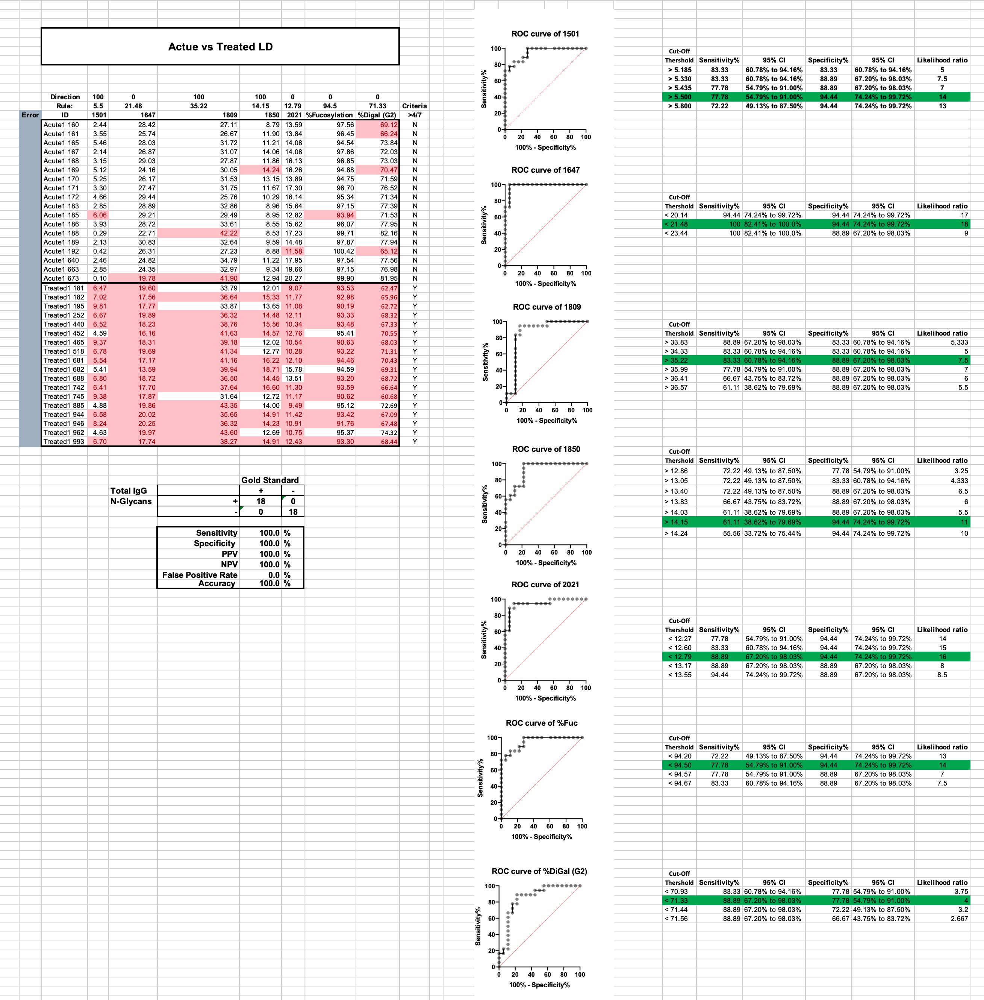 Actue vs Treated LD
Direction 100 0 100 100 0 0 0
Rule: 5.5 21.48 35.22 14.15 12.79 94.5 71.33 Criteria
Error ID 1501 1647 1809 1850 2021 %Fucosylation %Digal (G2) >4/7
Acute1 160 2.44 28.42 27.11 8.79 13.59 97.56 69.12 N
Acute1 161 3.55 25.74 26.67 11.90 13.84 96.45 66.24 N
Acute1 165 5.46 28.03 31.72 11.21 14.08 94.54 73.84 N
Acute1 167 2.14 26.87 31.07 14.06 14.08 97.86 72.03 N
Acute1 168 3.15 29.03 27.87 11.86 16.13 96.85 73.03 N
Acute1 169 5.12 24.16 30.05 14.24 16.26 94.88 70.47 N
Acute1 170 5.25 26.17 31.53 13.15 13.89 94.75 71.59 N
Acute1 171 3.30 27.47 31.75 11.67 17.30 96.70 76.52 N
Acute1 172 4.66 29.44 25.76 10.29 16.14 95.34 71.34 N
Acute1 183 2.85 28.89 32.86 8.96 15.64 97.15 77.39 N
Acute1 185 6.06 29.21 29.49 8.95 12.82 93.94 71.53 N
Acute1 186 3.93 28.72 33.61 8.55 15.62 96.07 77.95 N
Acute1 188 0.29 22.71 42.22 8.53 17.23 99.71 82.16 N
Acute1 189 2.13 30.83 32.64 9.59 14.48 97.87 77.94 N
Acute1 192 0.42 26.31 27.23 8.88 11.58 100.42 65.12 N
Acute1 640 2.46 24.82 34.79 11.22 17.95 97.54 77.56 N
Acute1 663 2.85 24.35 32.97 9.34 19.66 97.15 76.98 N
Acute1 673 0.10 19.78 41.90 12.94 20.27 99.90 81.95 N
Treated1 181 6.47 19.60 33.79 12.01 9.07 93.53 62.47 Y
Treated1 182 7.02 17.56 36.64 15.33 11.77 92.98 65.96 Y
Treated1 195 9.81 17.77 33.87 13.65 11.08 90.19 62.72 Y
Treated1 252 6.67 19.89 36.32 14.48 12.11 93.33 68.32 Y
Treated1 440 6.52 18.23 38.76 15.56 10.34 93.48 67.33 Y
Treated1 452 4.59 16.16 41.63 14.57 12.76 95.41 70.55 Y
Treated1 465 9.37 18.31 39.18 12.02 10.54 90.63 68.03 Y
Treated1 518 6.78 19.69 41.34 12.77 10.28 93.22 71.31 Y
Treated1 681 5.54 17.17 41.16 16.22 12.10 94.46 70.43 Y
Treated1 682 5.41 13.59 39.94 18.71 15.78 94.59 69.31 Y
Treated1 688 6.80 18.72 36.50 14.45 13.51 93.20 68.72 Y
Treated1 742 6.41 17.70 37.64 16.60 11.30 93.59 66.64 Y
Treated1 745 9.38 17.87 31.64 12.72 11.17 90.62 60.68 Y
Treated1 885 4.88 19.86 43.35 14.00 9.49 95.12 72.69 Y
Treated1 944 6.58 20.02 35.65 14.91 11.42 93.42 67.09 Y
Treated1 946 8.24 20.25 36.32 14.23 10.91 91.76 67.48 Y
Treated1 962 4.63 19.97 43.60 12.69 10.75 95.37 74.32 Y
Treated1 993 6.70 17.74 38.27 14.91 12.43 93.30 68.44 Y
Gold Standard
Total IgG + -
N-Glycans + 18 0
- 0 18
Sensitivity 100.0 %
Specificity 100.0 %
PPV 100.0 %
NPV 100.0 %
False Positive Rate 0.0 %
Accuracy 100.0 %
ROC curve of 1501
Sensitivity%
100
80
60
40
20
0
0 20 40 60 80 100
100% - Specificity%
ROC curve of 1647
Sensitivity%
100
80
60
40
20
0
0 20 40 60 80 100
100% - Specificity%
ROC curve of 1809
Sensitivity%
100
80
60
40
20
0
0 20 40 60 80 100
100% - Specificity%
ROC curve of 1850
Sensitivity%
100
80
60
40
20
0
0 20 40 60 80 100
100% - Specificity%
ROC curve of 2021
Sensitivity%
100
80
60
40
20
0
0 20 40 60 80 100
100% - Specificity%
ROC curve of %Fuc
Sensitivity%
100
80
60
40
20
0
0 20 40 60 80 100
100% - Specificity%
ROC curve of %DiGal (G2)
Sensitivity%
100
80
60
40
20
0
0 20 40 60 80 100
100% - Specificity%
Cut-Off
Thershold Sensitivity% 95% CI Specificity% 95% CI Likelihood ratio
> 5.185 83.33 60.78% to 94.16% 83.33 60.78% to 94.16% 5
> 5.330 83.33 60.78% to 94.16% 88.89 67.20% to 98.03% 7.5
> 5.435 77.78 54.79% to 91.00% 88.89 67.20% to 98.03% 7
> 5.500 77.78 54.79% to 91.00% 94.44 74.24% to 99.72% 14
> 5.800 72.22 49.13% to 87.50% 94.44 74.24% to 99.72% 13
Cut-Off
Thershold Sensitivity% 95% CI Specificity% 95% CI Likelihood ratio
< 20.14 94.44 74.24% to 99.72% 94.44 74.24% to 99.72% 17
< 21.48 100 82.41% to 100.0% 94.44 74.24% to 99.72% 18
< 23.44 100 82.41% to 100.0% 88.89 67.20% to 98.03% 9
Cut-Off
Thershold Sensitivity% 95% CI Specificity% 95% CI Likelihood ratio
> 33.83 88.89 67.20% to 98.03% 83.33 60.78% to 94.16% 5.333
> 34.33 83.33 60.78% to 94.16% 83.33 60.78% to 94.16% 5
> 35.22 83.33 60.78% to 94.16% 88.89 67.20% to 98.03% 7.5
> 35.99 77.78 54.79% to 91.00% 88.89 67.20% to 98.03% 7
> 36.41 66.67 43.75% to 83.72% 88.89 67.20% to 98.03% 6
> 36.57 61.11 38.62% to 79.69% 88.89 67.20% to 98.03% 5.5
Cut-Off
Thershold Sensitivity% 95% CI Specificity% 95% CI Likelihood ratio
> 12.86 72.22 49.13% to 87.50% 77.78 54.79% to 91.00% 3.25
> 13.05 72.22 49.13% to 87.50% 83.33 60.78% to 94.16% 4.333
> 13.40 72.22 49.13% to 87.50% 88.89 67.20% to 98.03% 6.5
> 13.83 66.67 43.75% to 83.72% 88.89 67.20% to 98.03% 6
> 14.03 61.11 38.62% to 79.69% 88.89 67.20% to 98.03% 5.5
> 14.15 61.11 38.62% to 79.69% 94.44 74.24% to 99.72% 11
> 14.24 55.56 33.72% to 75.44% 94.44 74.24% to 99.72% 10
Cut-Off
Thershold Sensitivity% 95% CI Specificity% 95% CI Likelihood ratio
< 12.27 77.78 54.79% to 91.00% 94.44 74.24% to 99.72% 14
< 12.60 83.33 60.78% to 94.16% 94.44 74.24% to 99.72% 15
< 12.79 88.89 67.20% to 98.03% 94.44 74.24% to 99.72% 16
< 13.17 88.89 67.20% to 98.03% 88.89 67.20% to 98.03% 8
< 13.55 94.44 74.24% to 99.72% 88.89 67.20% to 98.03% 8.5
Cut-Off
Thershold Sensitivity% 95% CI Specificity% 95% CI Likelihood ratio
< 94.20 72.22 49.13% to 87.50% 94.44 74.24% to 99.72% 13
< 94.50 77.78 54.79% to 91.00% 94.44 74.24% to 99.72% 14
< 94.57 77.78 54.79% to 91.00% 88.89 67.20% to 98.03% 7
< 94.67 83.33 60.78% to 94.16% 88.89 67.20% to 98.03% 7.5
Cut-Off
Thershold Sensitivity% 95% CI Specificity% 95% CI Likelihood ratio
< 70.93 83.33 60.78% to 94.16% 77.78 54.79% to 91.00% 3.75
< 71.33 88.89 67.20% to 98.03% 77.78 54.79% to 91.00% 4
< 71.44 88.89 67.20% to 98.03% 72.22 49.13% to 87.50% 3.2
< 71.56 88.89 67.20% to 98.03% 66.67 43.75% to 83.72% 2.667